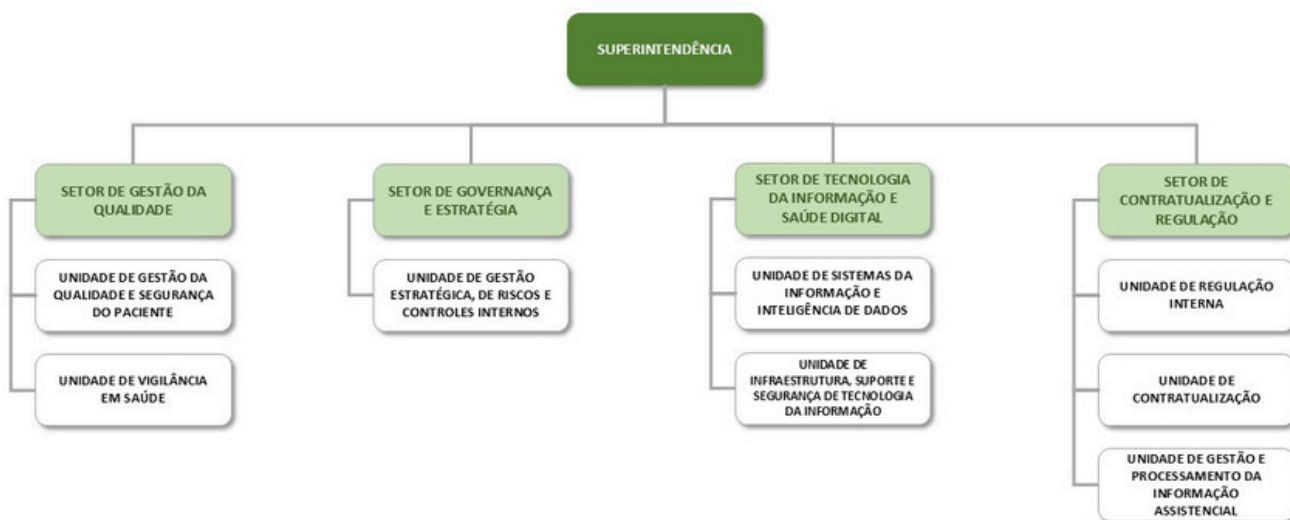 SUPERINTENDÊNCIA
SETOR DE GESTÃO DA
QUALIDADE
UNIDADE DE GESTÃO DA
QUALIDADE E SEGURANÇA
DO PACIENTE
UNIDADE DE VIGILÂNCIA
EM SAÚDE
SETOR DE GOVERNANÇA
E ESTRATÉGIA
UNIDADE DE GESTÃO
ESTRATÉGICA, DE RISCOS E
CONTROLES INTERNOS
SETOR DE TECNOLOGIA
DA INFORMAÇÃO E
SAÚDE DIGITAL
UNIDADE DE SISTEMAS DA
INFORMAÇÃO E
INTELIGÊNCIA DE DADOS
UNIDADE DE
INFRAESTRUTURA, SUPORTE E
SEGURANÇA DE TECNOLOGIA
DA INFORMAÇÃO
SETOR DE
CONTRATUALIZAÇÃO E
REGULAÇÃO
UNIDADE DE REGULAÇÃO
INTERNA
UNIDADE DE
CONTRATUALIZAÇÃO
UNIDADE DE GESTÃO E
PROCESSAMENTO DA
INFORMAÇÃO
ASSISTENCIAL